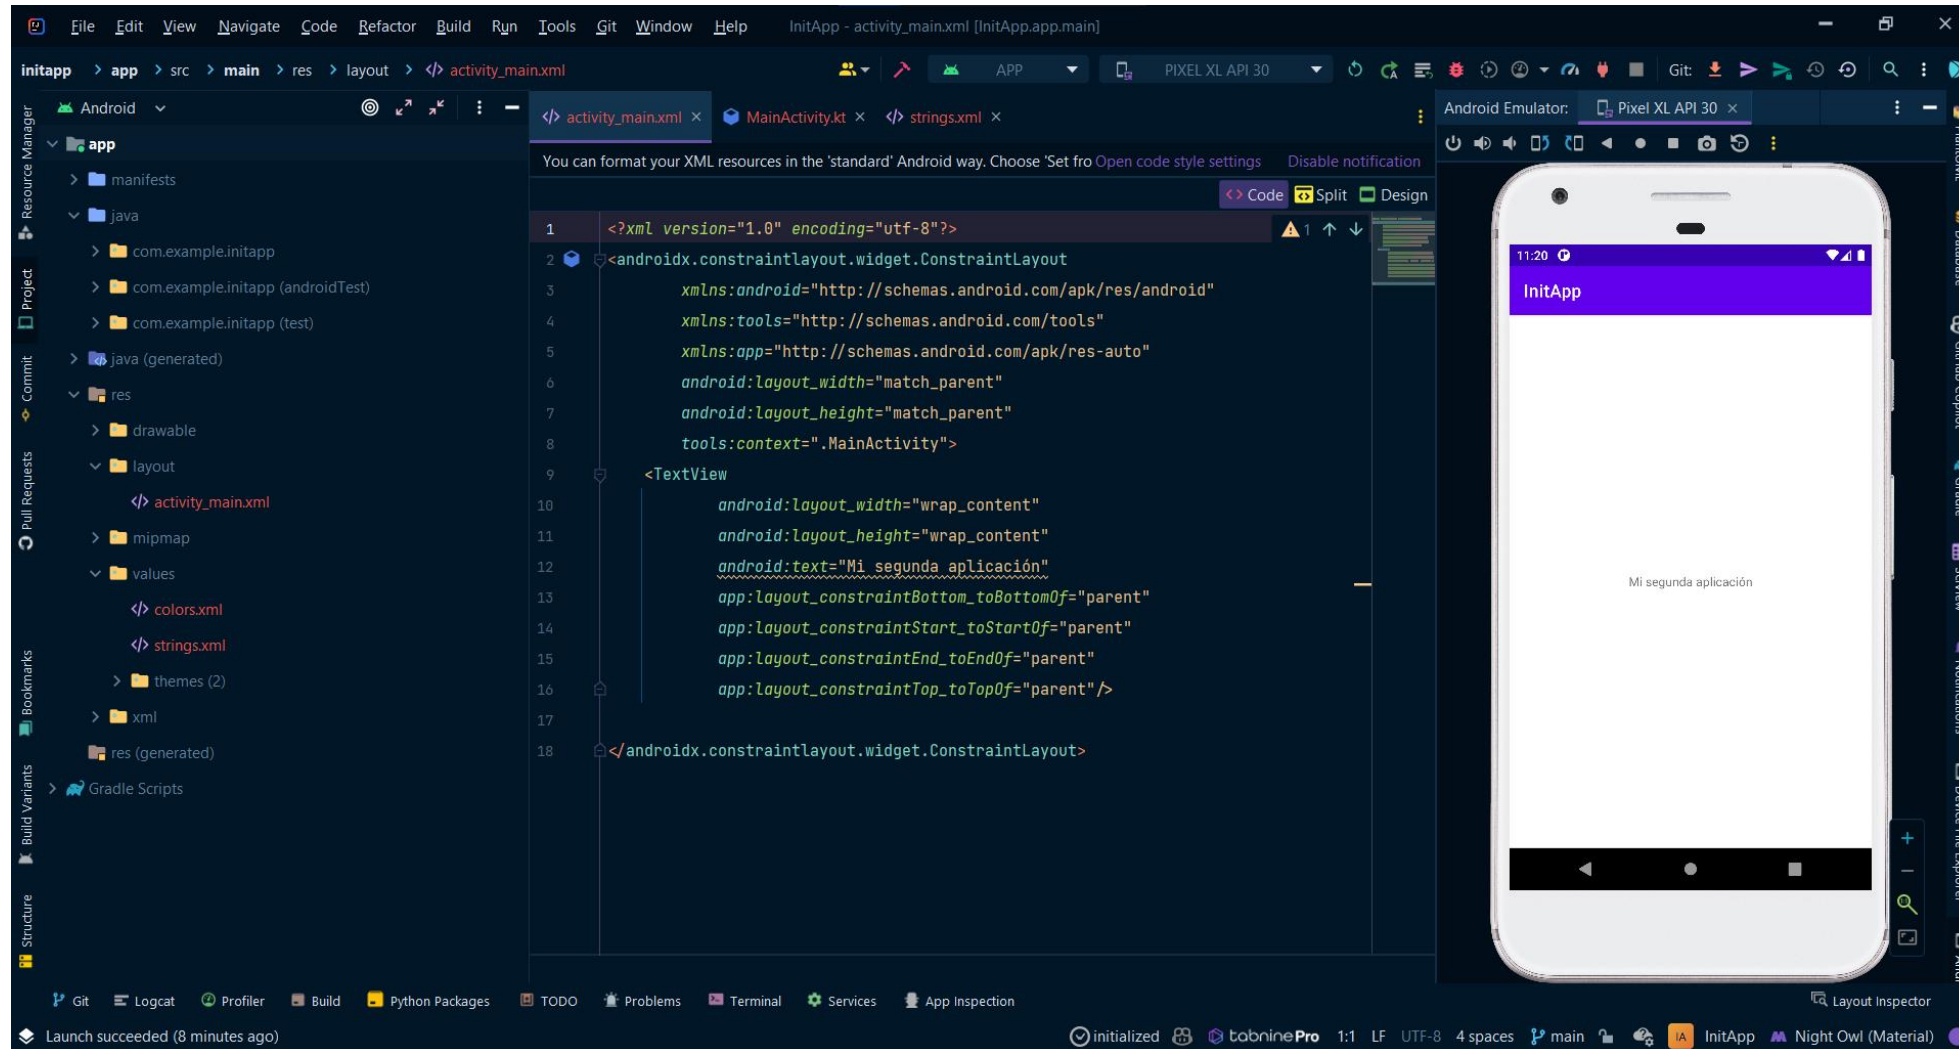 File Edit View Navigate Code Refactor Build Run Tools Git Window Help InitApp - activity_main.xml [InitApp.app.main]
initapp > app > src > main > res > layout > </> activity_main.xml APP PIXEL XL API 30 Git:
Android
Resource Manager
Project
Commit
Pull Requests
Bookmarks
Build Variants
Structure
app
manifests
java
com.example.initapp
com.example.initapp (androidTest)
com.example.initapp (test)
java (generated)
res
drawable
layout
</> activity_main.xml
mipmap
values
</> colors.xml
</> strings.xml
themes (2)
xml
res (generated)
Gradle Scripts
</> activity_main.xml × MainActivity.kt × </> strings.xml ×
You can format your XML resources in the 'standard' Android way. Choose 'Set fro Open code style settings Disable notification
<> Code Split Design
1 <?xml version="1.0" encoding="utf-8"?> 1
2 <androidx.constraintlayout.widget.ConstraintLayout
3 xmlns:android="http://schemas.android.com/apk/res/android"
4 xmlns:tools="http://schemas.android.com/tools"
5 xmlns:app="http://schemas.android.com/apk/res-auto"
6 android:layout_width="match_parent"
7 android:layout_height="match_parent"
8 tools:context=".MainActivity">
9 <TextView
10 android:layout_width="wrap_content"
11 android:layout_height="wrap_content"
12 android:text="Mi segunda aplicación"
13 app:layout_constraintBottom_toBottomOf="parent"
14 app:layout_constraintStart_toStartOf="parent"
15 app:layout_constraintEnd_toEndOf="parent"
16 app:layout_constraintTop_toTopOf="parent"/>
17
18 </androidx.constraintlayout.widget.ConstraintLayout>
Android Emulator: Pixel XL API 30 ×
11:20
InitApp
Mi segunda aplicación
Git Logcat Profiler Build Python Packages TODO Problems Terminal Services App Inspection Layout Inspector
Launch succeeded (8 minutes ago) initialized tabnine Pro 1:1 LF UTF-8 4 spaces main IA InitApp Night Owl (Material)